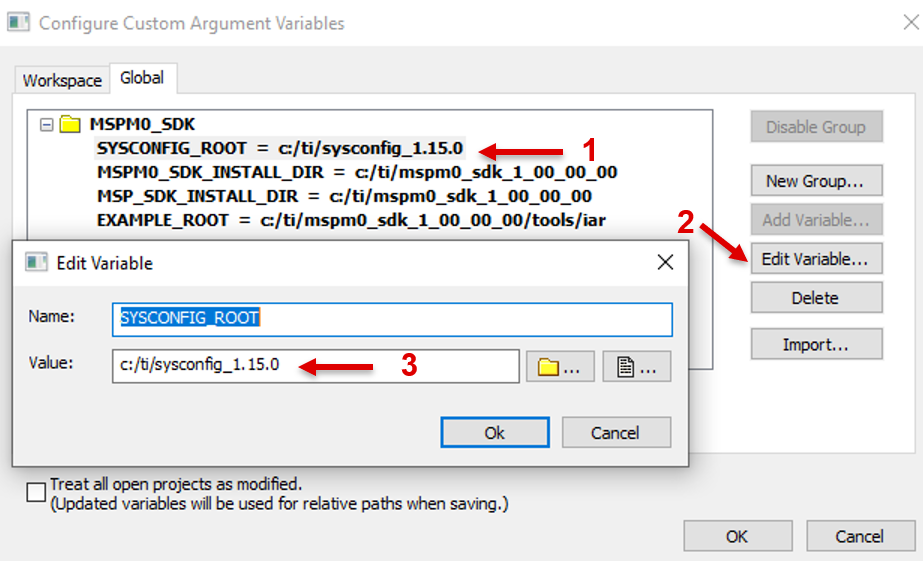 Configure Custom Argument Variables
Workspace
Global
MSPM0_SDK
SYSCONFIG_ROOT = c:/ti/sysconfig_1.15.0
1
MSPM0_SDK_INSTALL_DIR = c:/ti/mspm0_sdk_1_00_00_00
MSP_SDK_INSTALL_DIR = c:/ti/mspm0_sdk_1_00_00_00
EXAMPLE_ROOT = c:/ti/mspm0_sdk_1_00_00_00/tools/iar
Disable Group
New Group...
Add Variable...
2
Edit Variable...
Delete
Import...
Edit Variable
Name:
SYSCONFIG_ROOT
Value:
c:/ti/sysconfig_1.15.0
3
...
...
Ok
Cancel
Treat all open projects as modified.
(Updated variables will be used for relative paths when saving.)
OK
Cancel